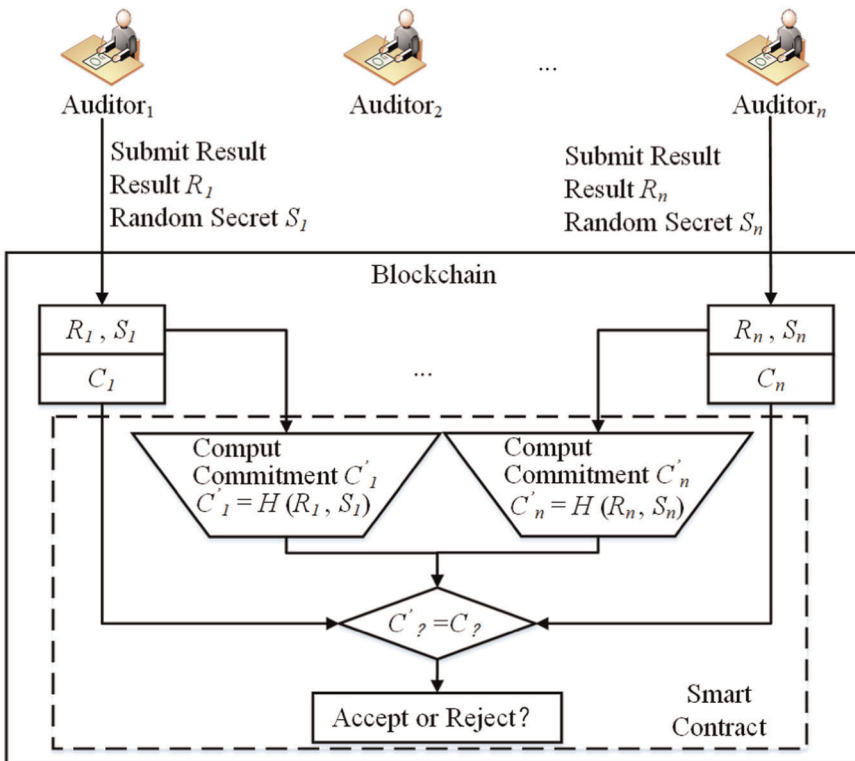 Auditor₁
Auditor₂
...
Auditorₙ
Submit Result
Result R₁
Random Secret S₁
Submit Result
Result Rₙ
Random Secret Sₙ
Blockchain
R₁ , S₁
C₁
...
Rₙ , Sₙ
Cₙ
Comput
Commitment C'₁
C'₁ = H (R₁ , S₁)
Comput
Commitment C'ₙ
C'ₙ = H (Rₙ , Sₙ)
C'? =C?
Accept or Reject?
Smart
Contract